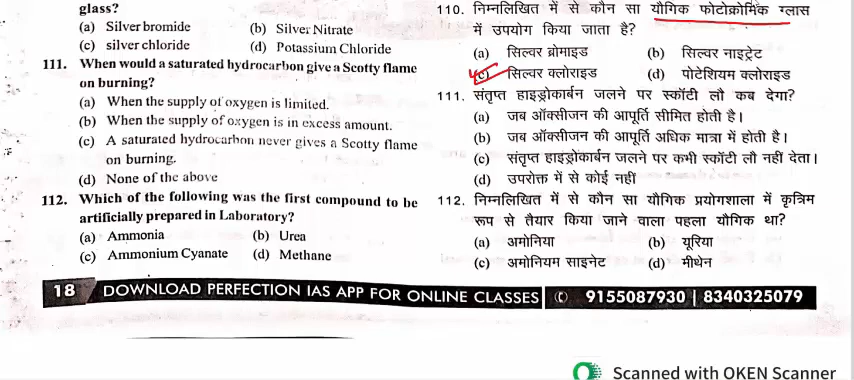 glass?
(a) Silver bromide (b) Silver Nitrate
(c) silver chloride (d) Potassium Chloride
111. When would a saturated hydrocarbon give a Scotty flame
on burning?
(a) When the supply of oxygen is limited.
(b) When the supply of oxygen is in excess amount.
(c) A saturated hydrocarbon never gives a Scotty flame
on burning.
(d) None of the above
112. Which of the following was the first compound to be
artificially prepared in Laboratory?
(a) Ammonia (b) Urea
(c) Ammonium Cyanate (d) Methane
110. निम्नलिखित में से कौन सा यौगिक फोटोक्रोमिक ग्लास
में उपयोग किया जाता है?
(a) सिल्वर ब्रोमाइड (b) सिल्वर नाइट्रेट
(c) सिल्वर क्लोराइड (d) पोटेशियम क्लोराइड
111. संतृप्त हाइड्रोकार्बन जलने पर स्कॉटी लौ कब देगा?
(a) जब ऑक्सीजन की आपूर्ति सीमित होती है।
(b) जब ऑक्सीजन की आपूर्ति अधिक मात्रा में होती है।
(c) संतृप्त हाइड्रोकार्बन जलने पर कभी स्कॉटी लौ नहीं देता।
(d) उपरोक्त में से कोई नहीं
112. निम्नलिखित में से कौन सा यौगिक प्रयोगशाला में कृत्रिम
रूप से तैयार किया जाने वाला पहला यौगिक था?
(a) अमोनिया (b) यूरिया
(c) अमोनियम साइनेट (d) मीथेन
18 DOWNLOAD PERFECTION IAS APP FOR ONLINE CLASSES 9155087930 | 8340325079
Scanned with OKEN Scanner